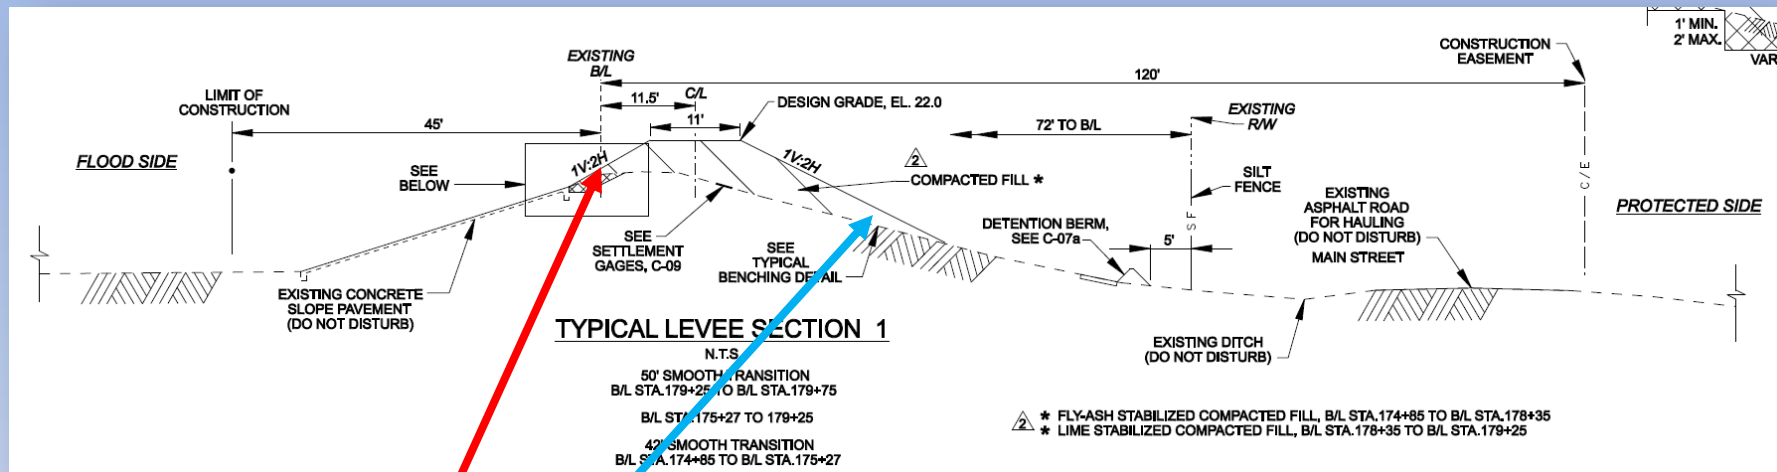 1' MIN.
2' MAX.
VAR
CONSTRUCTION
EASEMENT
EXISTING
B/L
120'
LIMIT OF
CONSTRUCTION
11.5'
C/L
DESIGN GRADE, EL. 22.0
EXISTING
R/W
45'
11'
72' TO B/L
FLOOD SIDE
1V:2H
1V:2H
2
SEE
BELOW
COMPACTED FILL *
SILT
FENCE
C/E
EXISTING
ASPHALT ROAD
FOR HAULING
(DO NOT DISTURB)
MAIN STREET
PROTECTED SIDE
SF
DETENTION BERM,
SEE C-07a
5'
SEE
SETTLEMENT
GAGES, C-09
SEE
TYPICAL
BENCHING DETAIL
EXISTING CONCRETE
SLOPE PAVEMENT
(DO NOT DISTURB)
EXISTING DITCH
(DO NOT DISTURB)
TYPICAL LEVEE SECTION 1
N.T.S.
50' SMOOTH TRANSITION
B/L STA.179+25 TO B/L STA.179+75
B/L STA.175+27 TO 179+25
42' SMOOTH TRANSITION
B/L STA.174+85 TO B/L STA.175+27
2 * FLY-ASH STABILIZED COMPACTED FILL, B/L STA.174+85 TO B/L STA.178+35
* LIME STABILIZED COMPACTED FILL, B/L STA.178+35 TO B/L STA.179+25